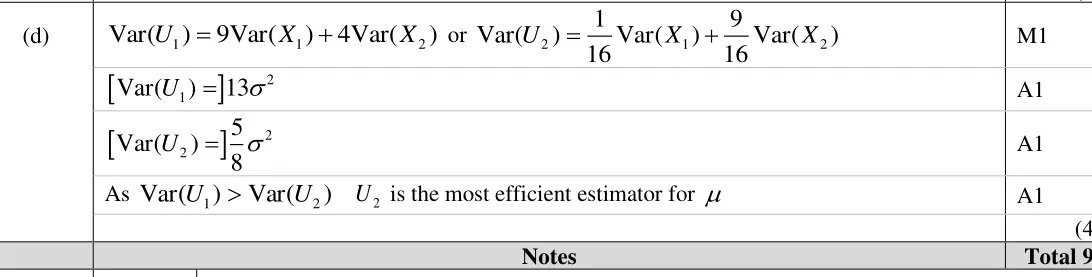 (d) Var(U₁) = 9Var(X₁) + 4Var(X₂) or Var(U₂) = 1/16 Var(X₁) + 9/16 Var(X₂) M1
[Var(U₁) =]13σ² A1
[Var(U₂) =]5/8 σ² A1
As Var(U₁) > Var(U₂) U₂ is the most efficient estimator for μ A1
(4
Notes Total 9